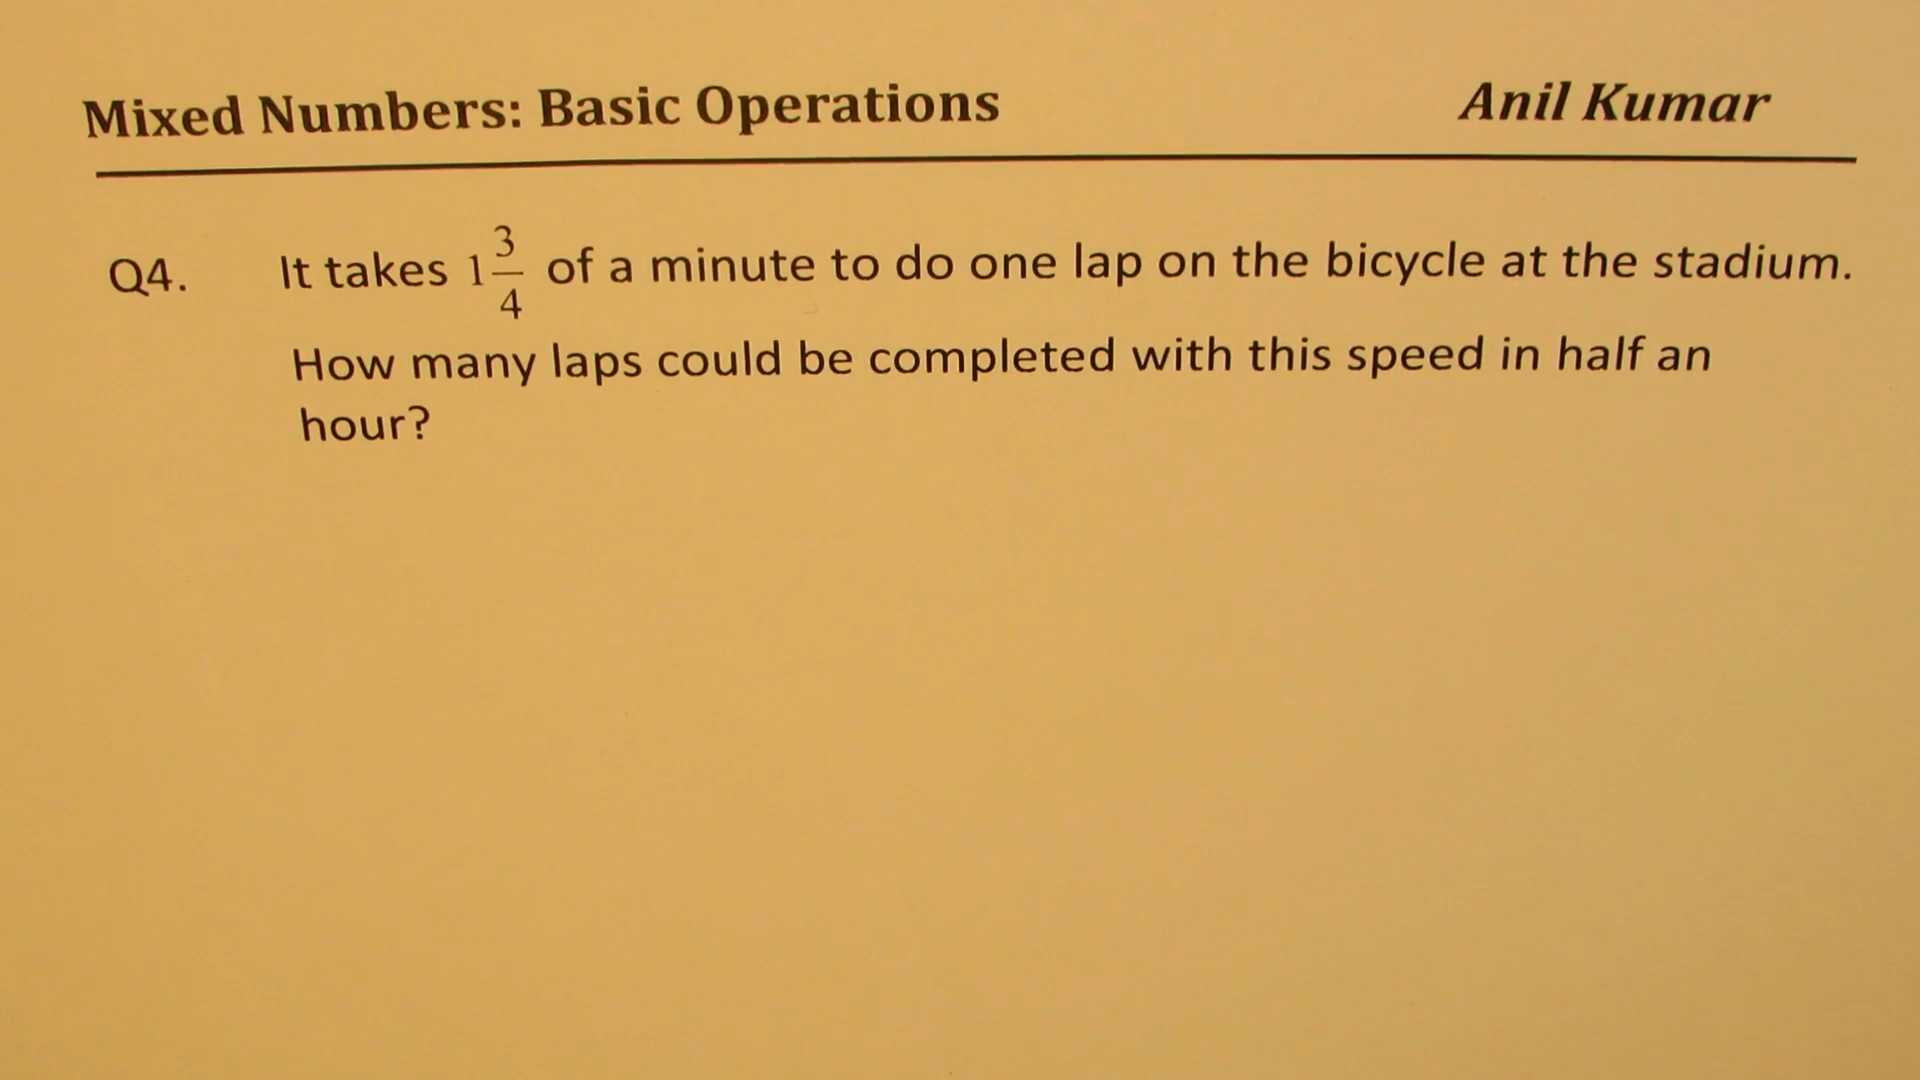 Mixed Numbers: Basic Operations Anil Kumar
Q4. It takes 1 3/4 of a minute to do one lap on the bicycle at the stadium.
How many laps could be completed with this speed in half an
hour?